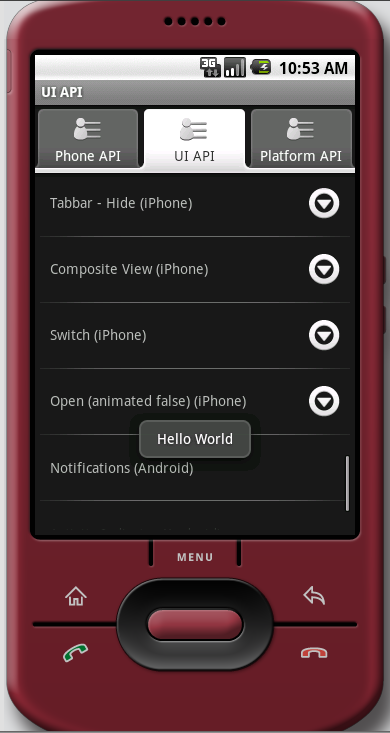 3G
10:53 AM
UI API
Phone API
UI API
Platform API
Tabbar - Hide (iPhone)
Composite View (iPhone)
Switch (iPhone)
Open (animated false) (iPhone)
Hello World
Notifications (Android)
MENU